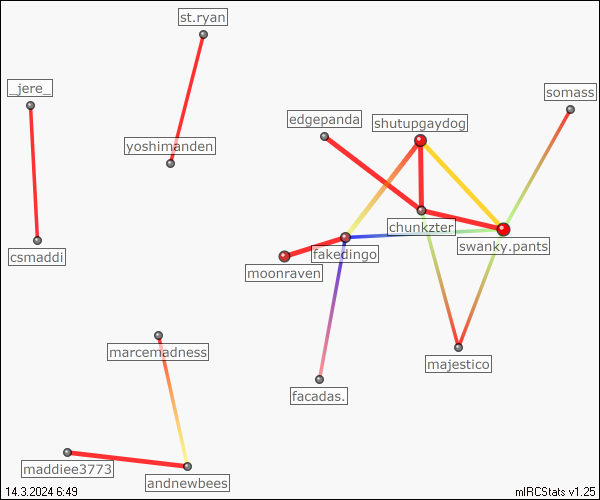 st.ryan
_jere_
somass
edgepanda
shutupgaydog
yoshimanden
chunkzter
swanky.pants
fakedingo
csmaddi
moonraven
marcemadness
majestico
facadas.
maddiee3773
andnewbees
14.3.2024 6:49
mIRCStats v1.25